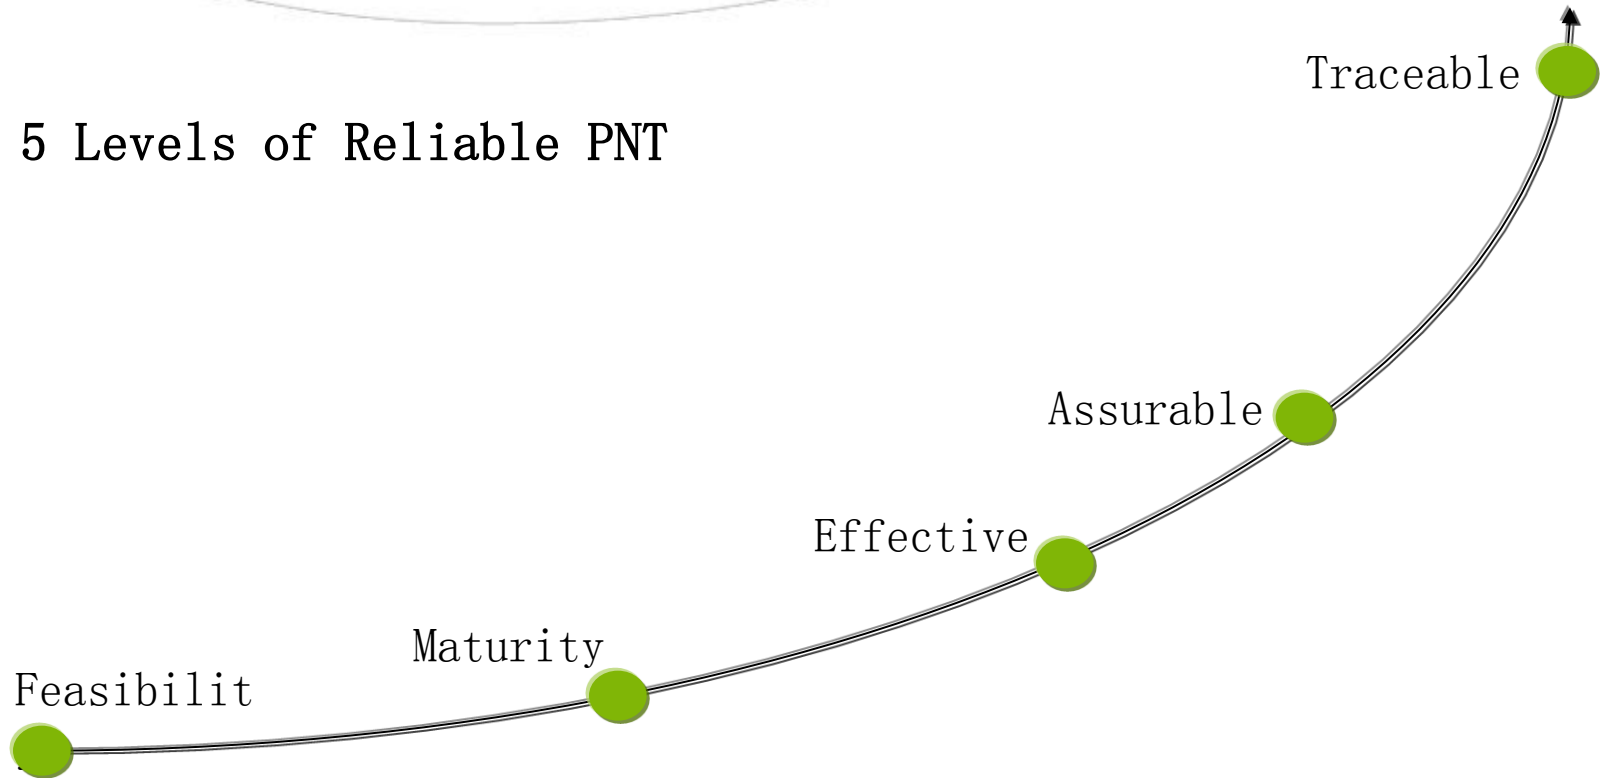 5 Levels of Reliable PNT
Traceable
Assurable
Effective
Maturity
Feasibilit